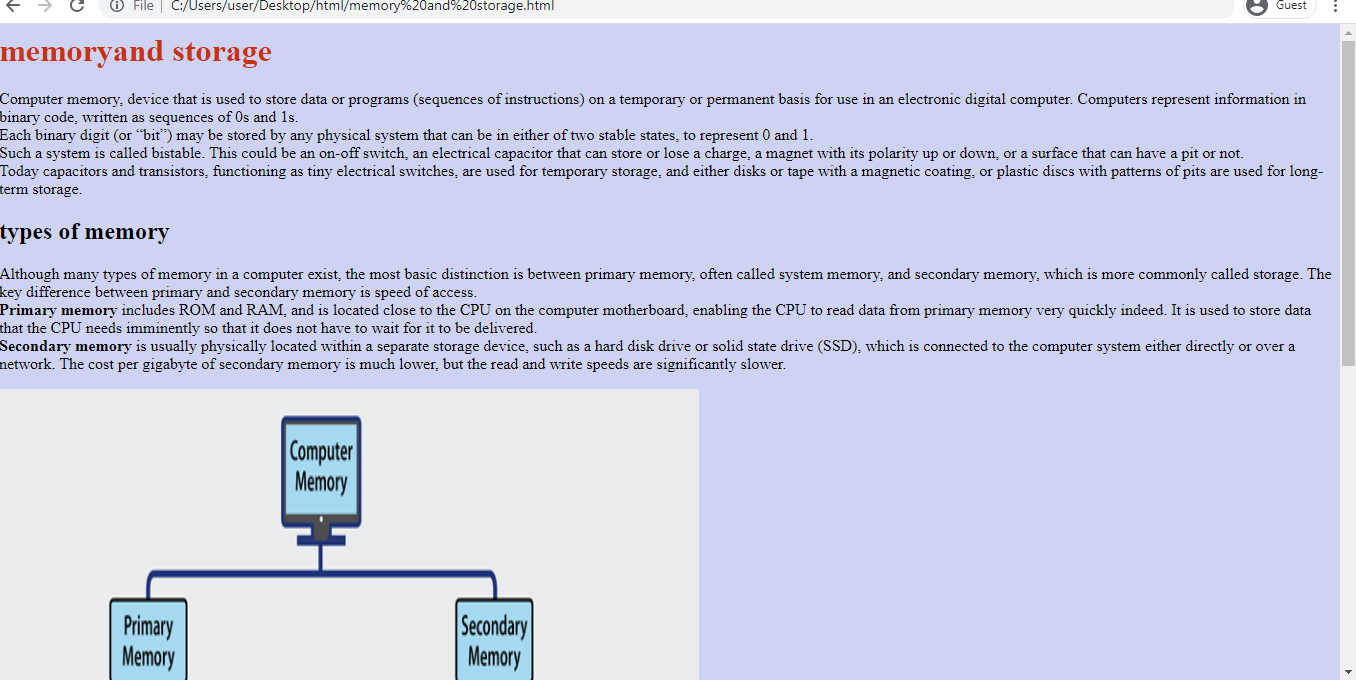 File | C:/Users/user/Desktop/html/memory%20and%20storage.html
Guest
memoryand storage
Computer memory, device that is used to store data or programs (sequences of instructions) on a temporary or permanent basis for use in an electronic digital computer. Computers represent information in
binary code, written as sequences of 0s and 1s.
Each binary digit (or “bit”) may be stored by any physical system that can be in either of two stable states, to represent 0 and 1.
Such a system is called bistable. This could be an on-off switch, an electrical capacitor that can store or lose a charge, a magnet with its polarity up or down, or a surface that can have a pit or not.
Today capacitors and transistors, functioning as tiny electrical switches, are used for temporary storage, and either disks or tape with a magnetic coating, or plastic discs with patterns of pits are used for long-
term storage.
types of memory
Although many types of memory in a computer exist, the most basic distinction is between primary memory, often called system memory, and secondary memory, which is more commonly called storage. The
key difference between primary and secondary memory is speed of access.
Primary memory includes ROM and RAM, and is located close to the CPU on the computer motherboard, enabling the CPU to read data from primary memory very quickly indeed. It is used to store data
that the CPU needs imminently so that it does not have to wait for it to be delivered.
Secondary memory is usually physically located within a separate storage device, such as a hard disk drive or solid state drive (SSD), which is connected to the computer system either directly or over a
network. The cost per gigabyte of secondary memory is much lower, but the read and write speeds are significantly slower.
Computer
Memory
Primary
Memory
Secondary
Memory